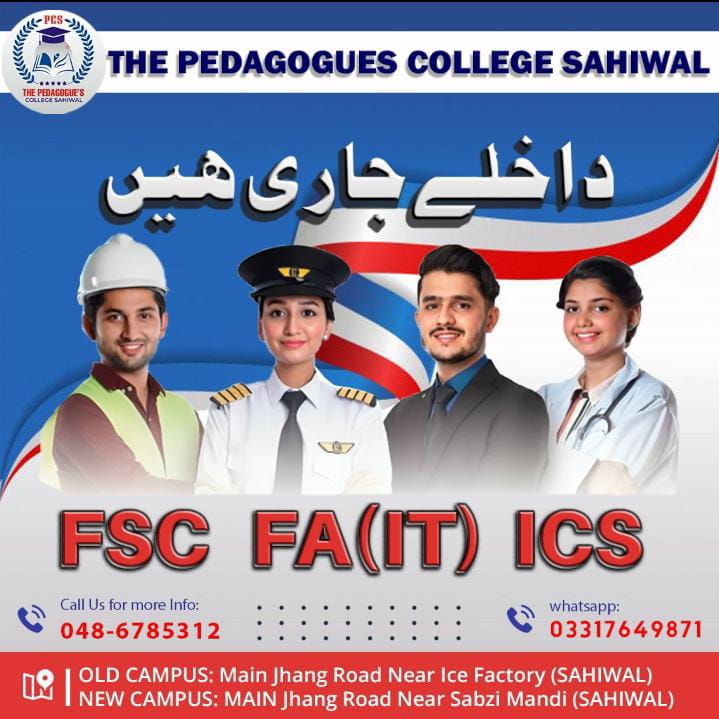 PCS
THE PEDAGOGUE'S
COLLEGE SAHIWAL
THE PEDAGOGUES COLLEGE SAHIWAL
داخلے جاری ھیں
FSC FA(IT) ICS
Call Us for more Info:
048-6785312
whatsapp:
03317649871
OLD CAMPUS: Main Jhang Road Near Ice Factory (SAHIWAL)
NEW CAMPUS: MAIN Jhang Road Near Sabzi Mandi (SAHIWAL)